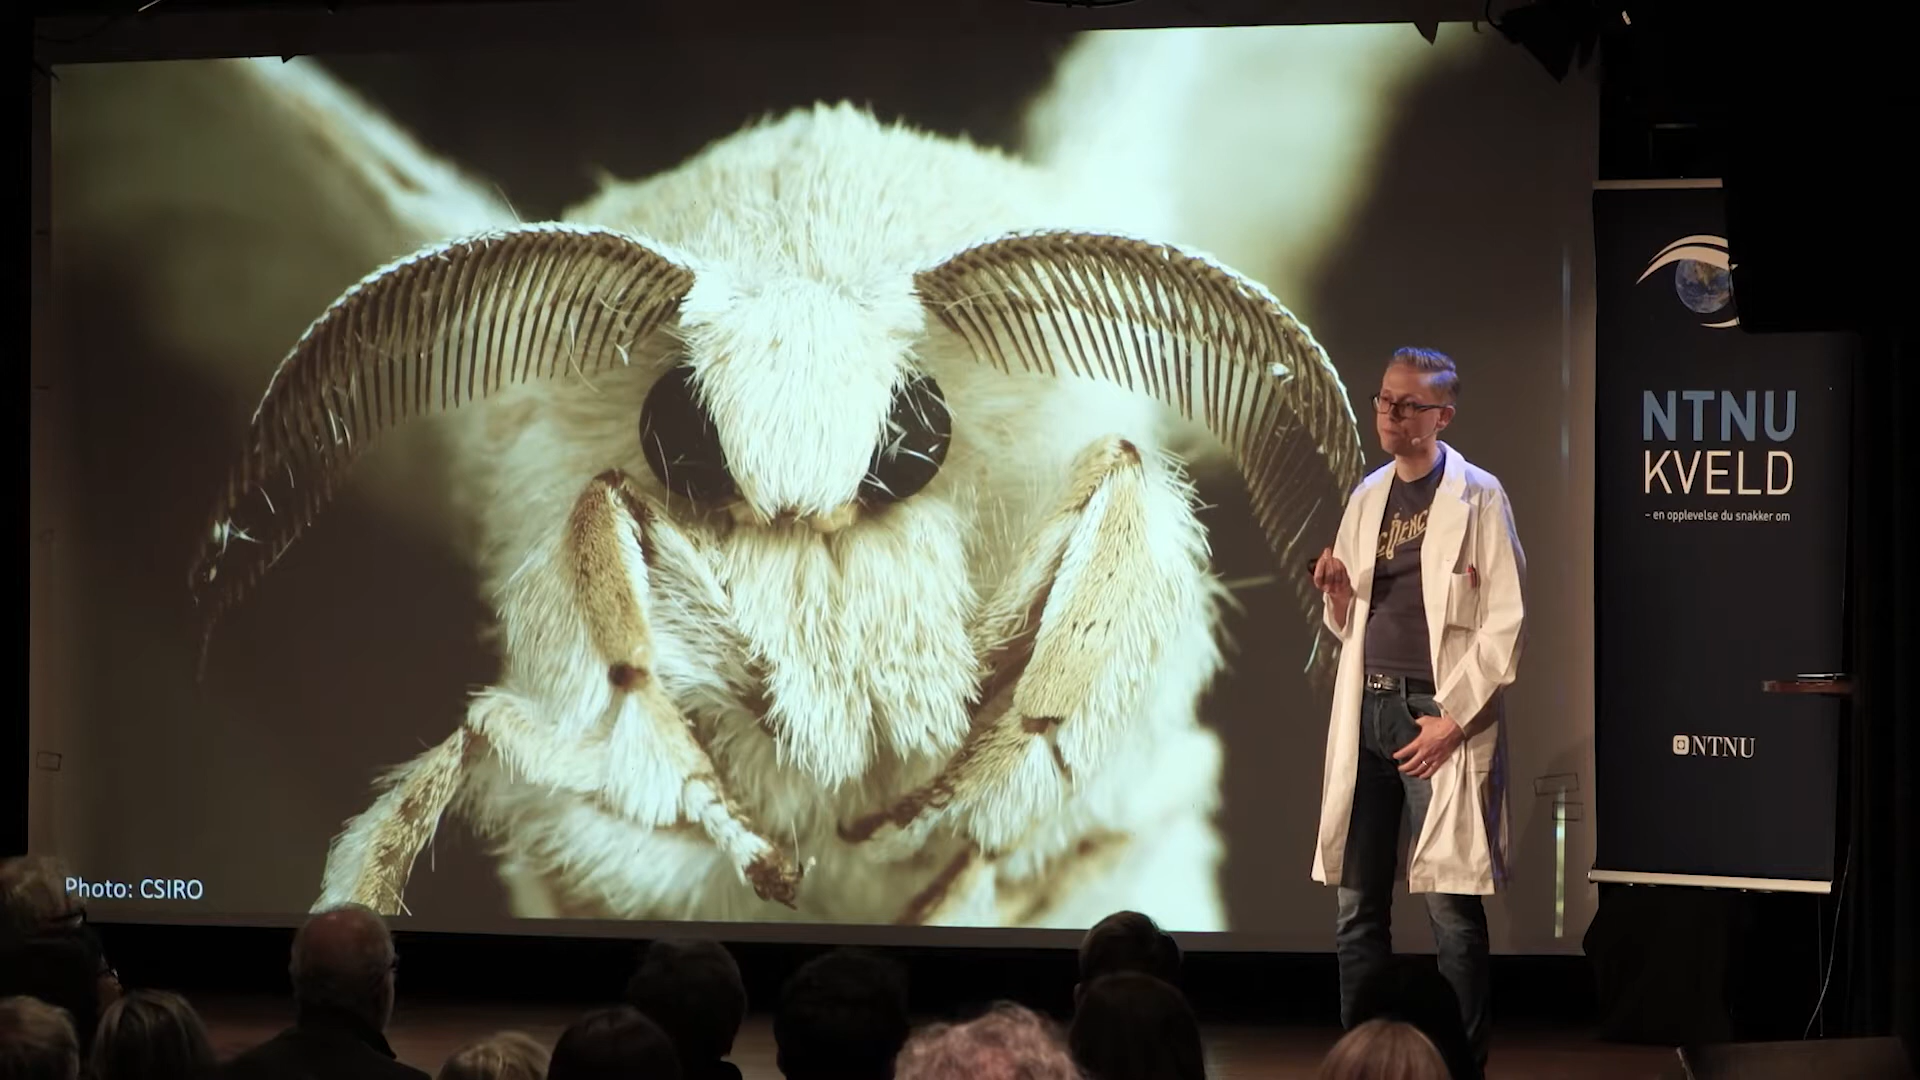 NTNU
KVELD
– en opplevelse du snakker om
NTNU
Photo: CSIRO